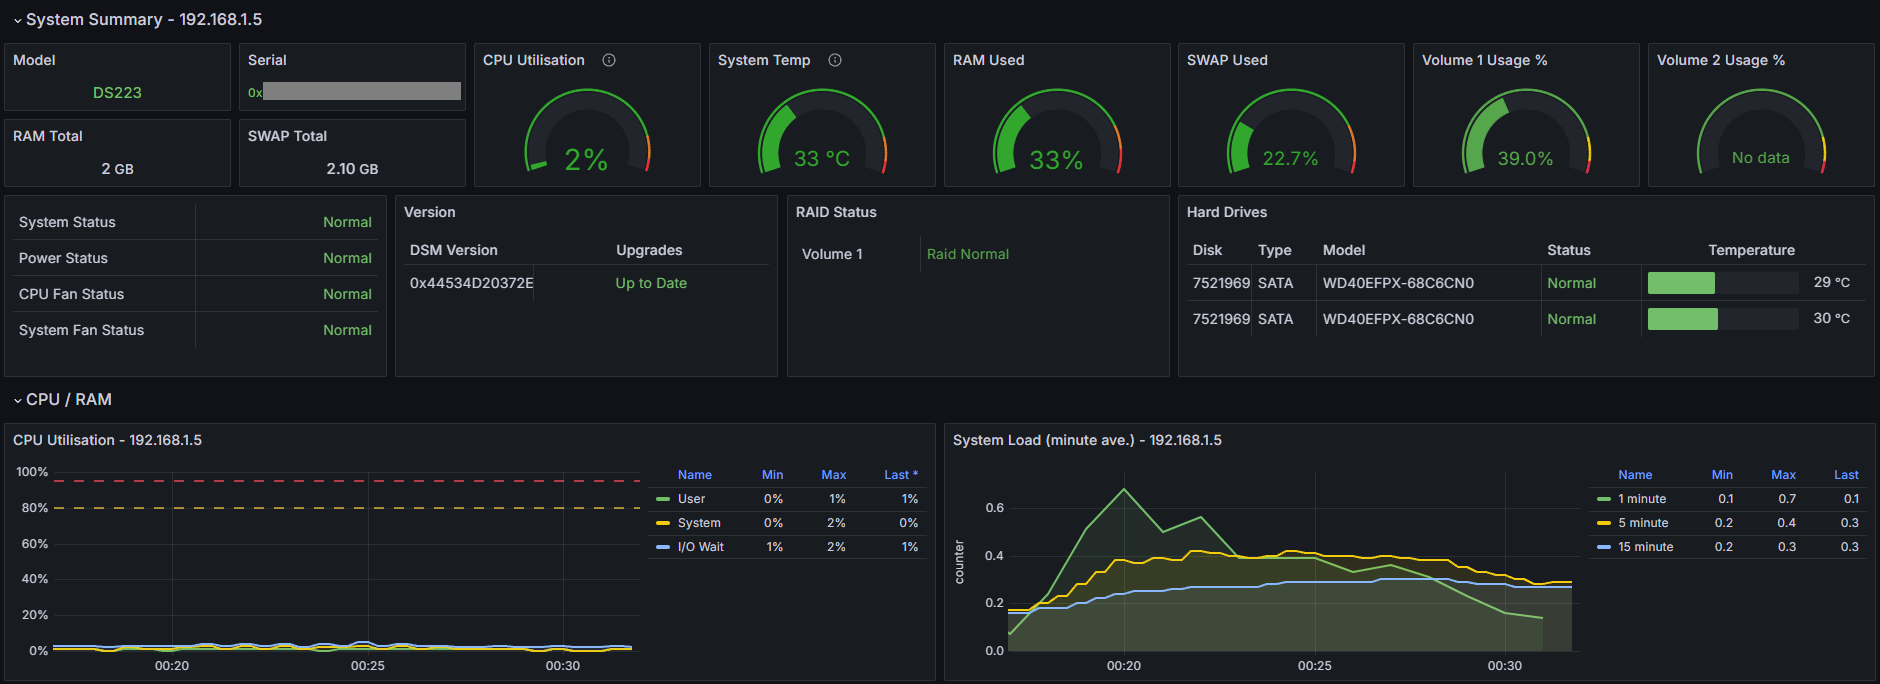 System Summary - 192.168.1.5
Model
DS223
Serial
0x
CPU Utilisation
2%
System Temp
33 °C
RAM Used
33%
SWAP Used
22.7%
Volume 1 Usage %
39.0%
Volume 2 Usage %
No data
RAM Total
2 GB
SWAP Total
2.10 GB
System Status Normal
Power Status Normal
CPU Fan Status Normal
System Fan Status Normal
Version
DSM Version Upgrades
0x44534D20372E Up to Date
RAID Status
Volume 1 Raid Normal
Hard Drives
Disk Type Model Status Temperature
7521969 SATA WD40EFPX-68C6CN0 Normal 29 °C
7521969 SATA WD40EFPX-68C6CN0 Normal 30 °C
CPU / RAM
CPU Utilisation - 192.168.1.5
100%
80%
60%
40%
20%
0%
00:20 00:25 00:30
Name Min Max Last *
User 0% 1% 1%
System 0% 2% 0%
I/O Wait 1% 2% 1%
System Load (minute ave.) - 192.168.1.5
counter
0.6
0.4
0.2
0.0
00:20 00:25 00:30
Name Min Max Last
1 minute 0.1 0.7 0.1
5 minute 0.2 0.4 0.3
15 minute 0.2 0.3 0.3